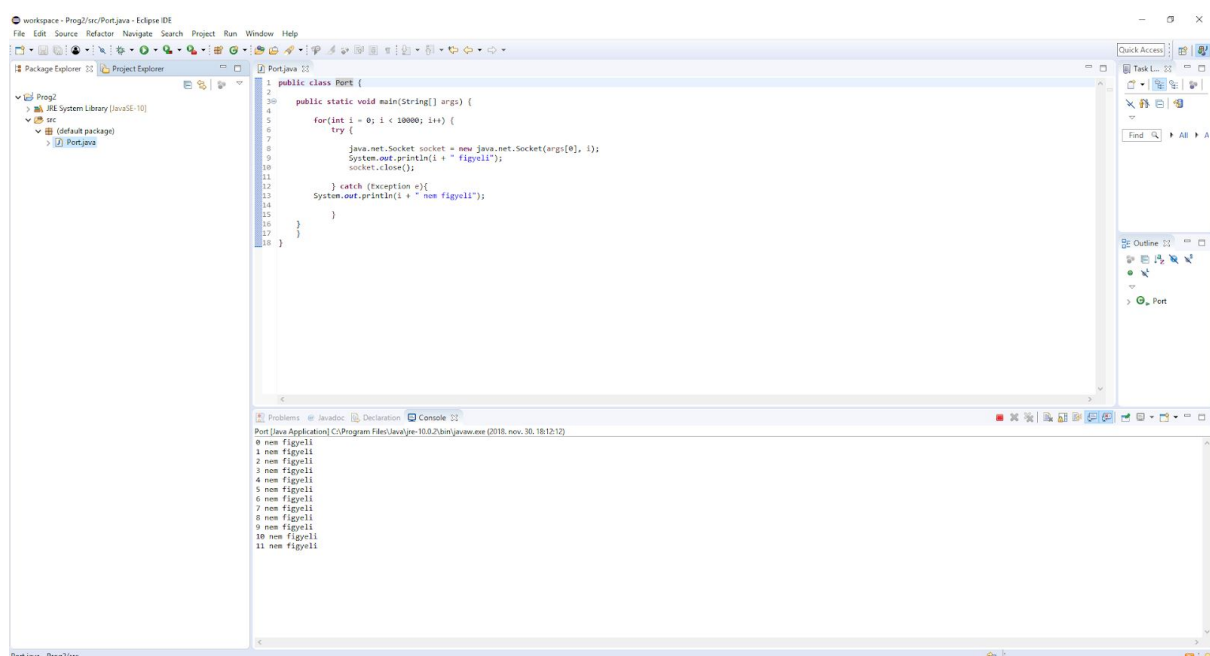 workspace - Prog2/src/Port.java - Eclipse IDE
File Edit Source Refactor Navigate Search Project Run Window Help
Quick Access
Package Explorer Project Explorer
Prog2
JRE System Library [JavaSE-10]
src
(default package)
Port.java
Port.java
1 public class Port {
2
3 public static void main(String[] args) {
4
5 for(int i = 0; i < 10000; i++) {
6 try {
7
8 java.net.Socket socket = new java.net.Socket(args[0], i);
9 System.out.println(i + " figyeli");
10 socket.close();
11
12 } catch (Exception e){
13 System.out.println(i + " nem figyeli");
14
15 }
16 }
17 }
18 }
Task L...
Find All A
Outline
Port
Problems Javadoc Declaration Console
Port [Java Application] C:\Program Files\Java\jre-10.0.2\bin\javaw.exe (2018. nov. 30. 18:12:12)
0 nem figyeli
1 nem figyeli
2 nem figyeli
3 nem figyeli
4 nem figyeli
5 nem figyeli
6 nem figyeli
7 nem figyeli
8 nem figyeli
9 nem figyeli
10 nem figyeli
11 nem figyeli
Port.java - Prog2/src